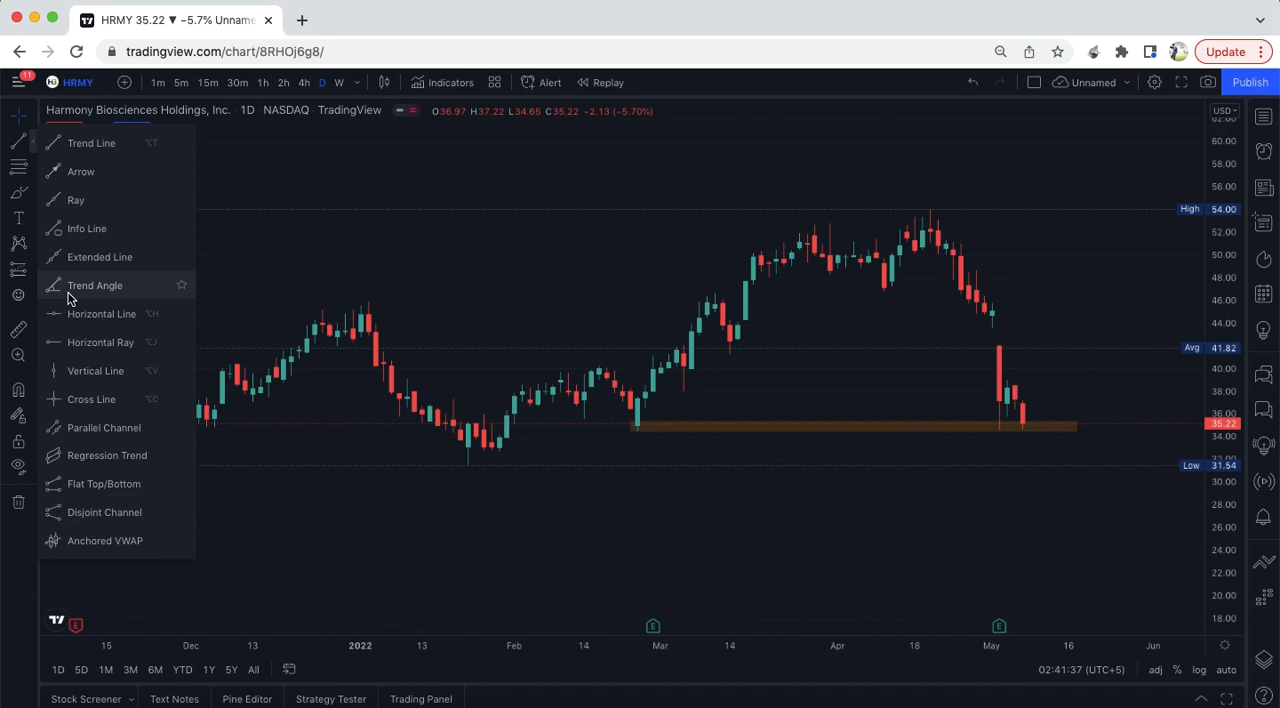 HRMY 35.22 ▼ −5.7% Unname
tradingview.com/chart/8RHOj6g8/
Update
11
HRMY
1m 5m 15m 30m 1h 2h 4h D W
Indicators
Alert
Replay
Unnamed
Publish
Harmony Biosciences Holdings, Inc. 1D NASDAQ TradingView
O36.97 H37.22 L34.65 C35.22 −2.13 (−5.70%)
USD
Trend Line ⌥T
Arrow
Ray
Info Line
Extended Line
Trend Angle
Horizontal Line ⌥H
Horizontal Ray ⌥J
Vertical Line ⌥V
Cross Line ⌥C
Parallel Channel
Regression Trend
Flat Top/Bottom
Disjoint Channel
Anchored VWAP
62.00
60.00
58.00
56.00
High 54.00
52.00
50.00
48.00
46.00
44.00
Avg 41.82
40.00
38.00
36.00
35.22
34.00
32.00
Low 31.54
30.00
28.00
26.00
24.00
22.00
20.00
18.00
E E E
15 Dec 13 2022 13 Feb 14 Mar 14 Apr 18 May 16 Jun
1D 5D 1M 3M 6M YTD 1Y 5Y All
02:41:37 (UTC+5) adj % log auto
Stock Screener Text Notes Pine Editor Strategy Tester Trading Panel